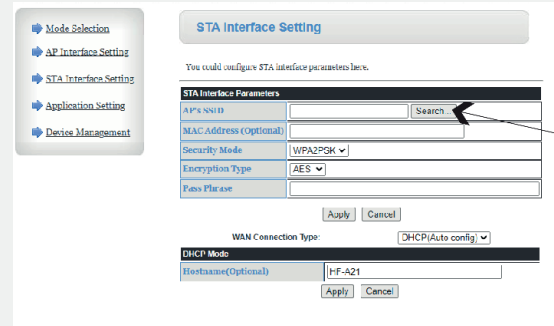 Mode Selection
AP Interface Setting
STA Interface Setting
Application Setting
Device Management
STA Interface Setting
You could configure STA interface parameters here.
STA Interface Parameters
AP's SSID Search...
MAC Address (Optional)
Security Mode WPA2PSK
Encryption Type AES
Pass Phrase
Apply Cancel
WAN Connection Type: DHCP(Auto config)
DHCP Mode
Hostname(Optional) HF-A21
Apply Cancel